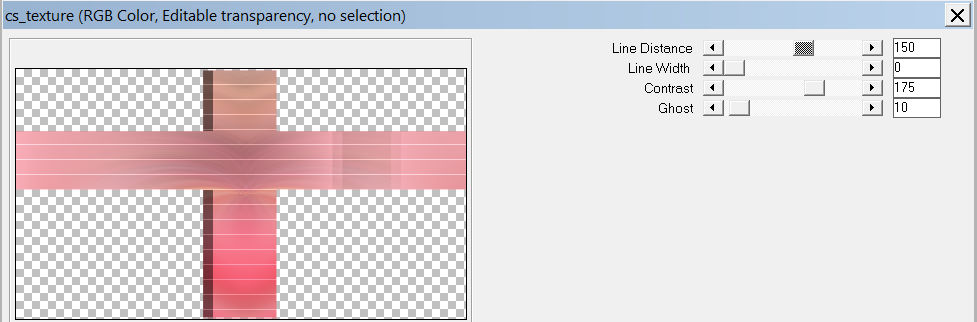 cs_texture (RGB Color, Editable transparency, no selection)
Line Distance 150
Line Width 0
Contrast 175
Ghost 10